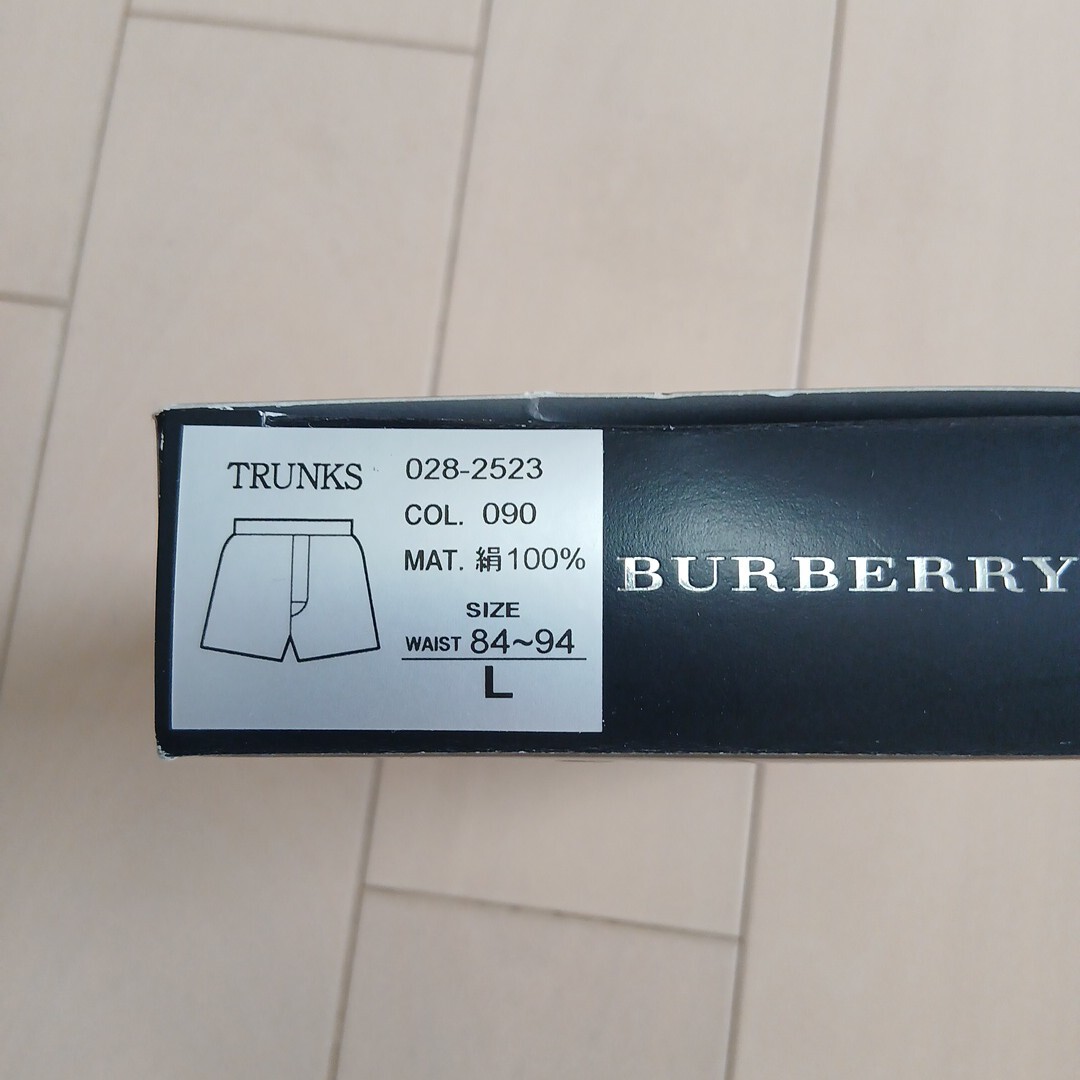 TRUNKS
028-2523
COL. 090
MAT. 絹100%
SIZE
WAIST 84~94
L
BURBERRY